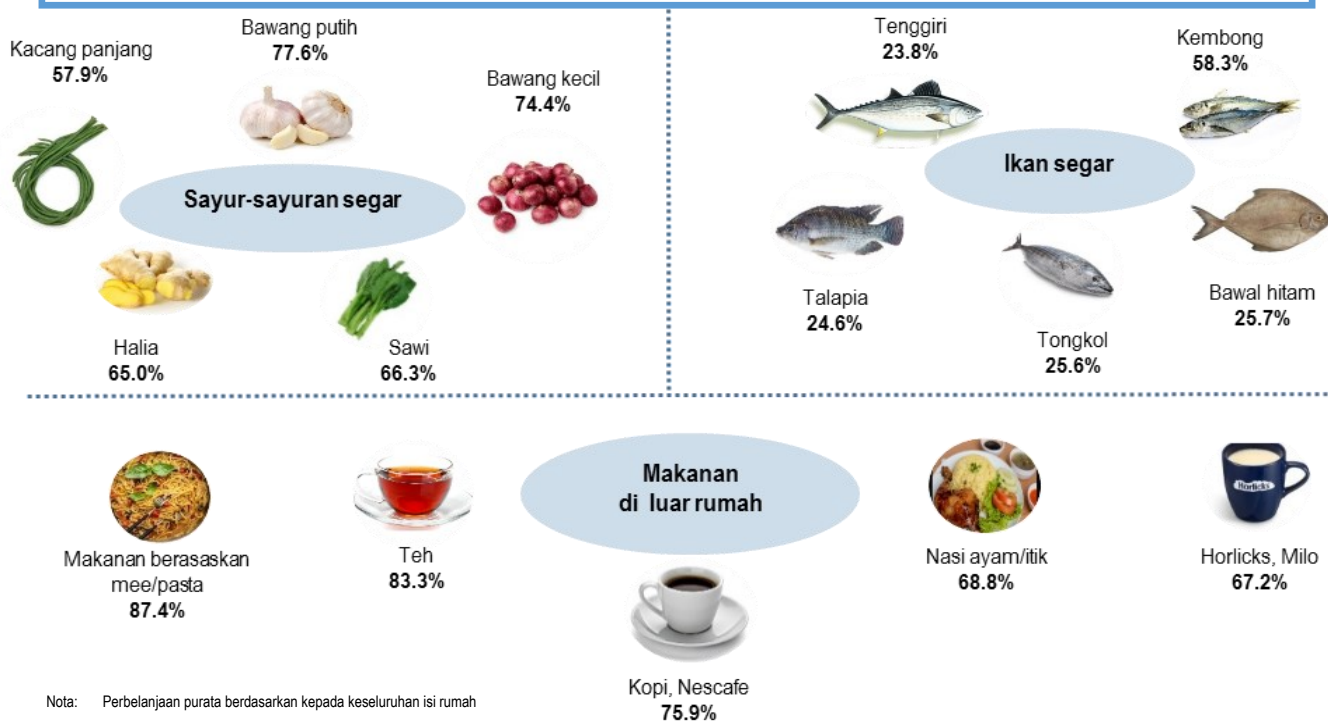 Kacang panjang
57.9%
Bawang putih
77.6%
Bawang kecil
74.4%
Sayur-sayuran segar
Halia
65.0%
Sawi
66.3%
Tenggiri
23.8%
Kembong
58.3%
Ikan segar
Talapia
24.6%
Tongkol
25.6%
Bawal hitam
25.7%
Makanan
di luar rumah
Makanan berasaskan
mee/pasta
87.4%
Teh
83.3%
Kopi, Nescafe
75.9%
Nasi ayam/itik
68.8%
Horlicks
Horlicks, Milo
67.2%
Nota: Perbelanjaan purata berdasarkan kepada keseluruhan isi rumah